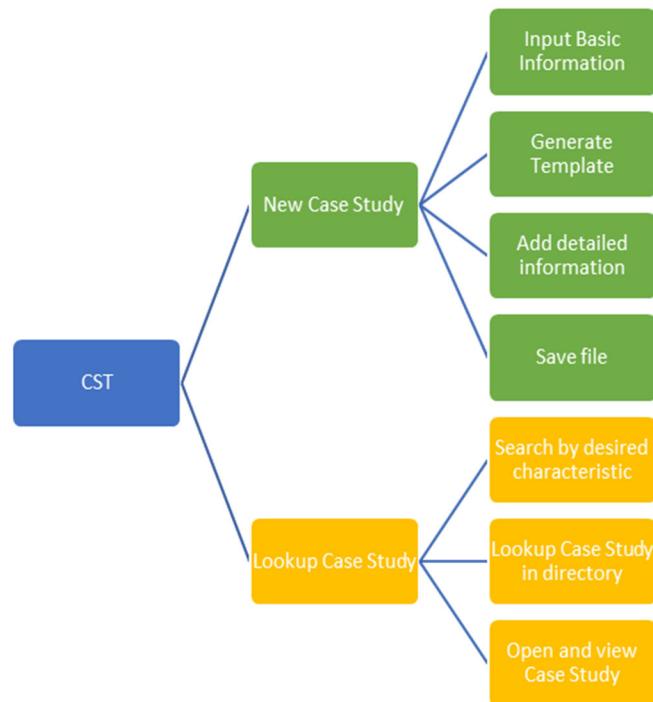 Input Basic
Information
Generate
Template
New Case Study
Add detailed
information
Save file
CST
Search by desired
characteristic
Lookup Case Study
Lookup Case Study
in directory
Open and view
Case Study